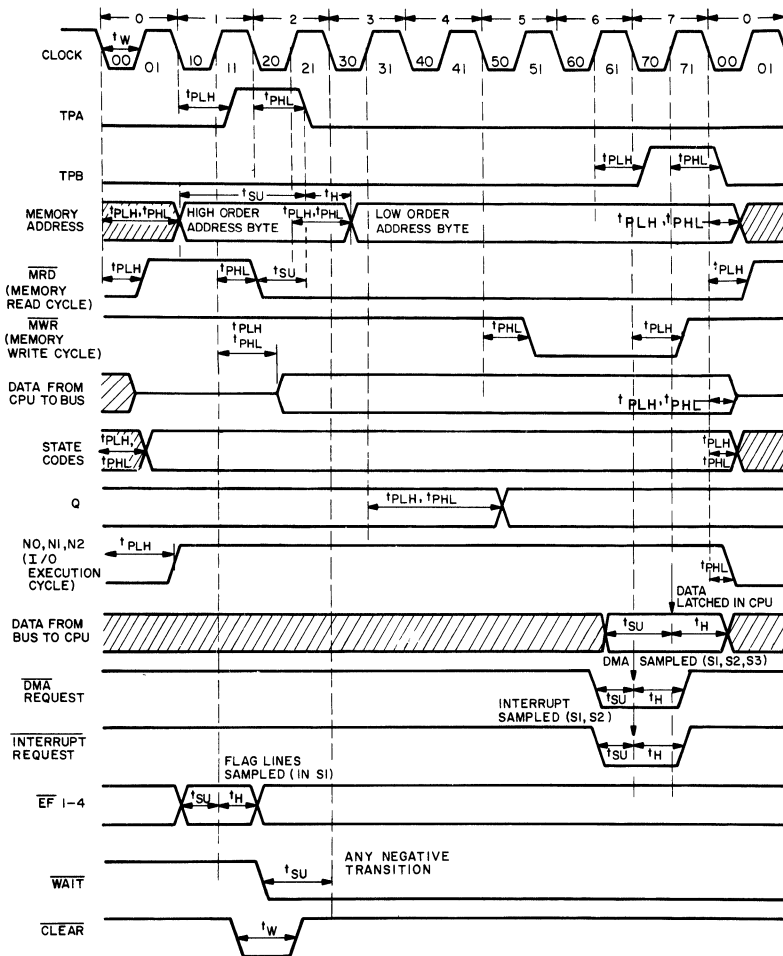 0 1 2 3 4 5 6 7 0
CLOCK
tW
00 01 10 11 20 21 30 31 40 41 50 51 60 61 70 71 00 01
TPA
tPLH tPHL
TPB
tPLH tPHL
MEMORY
ADDRESS
tPLH, tPHL
tSU tH
HIGH ORDER
ADDRESS BYTE
tPLH, tPHL
LOW ORDER
ADDRESS BYTE
tPLH, tPHL
MRD
(MEMORY
READ CYCLE)
tPLH tPHL tSU tPLH
MWR
(MEMORY
WRITE CYCLE)
tPLH
tPHL
tPHL tPLH
DATA FROM
CPU TO BUS
tPLH, tPHL
STATE
CODES
tPLH,
tPHL
tPLH
tPHL
Q
tPLH, tPHL
N0, N1, N2
(I/O
EXECUTION
CYCLE)
tPLH tPHL
DATA
LATCHED IN CPU
DATA FROM
BUS TO CPU
tSU tH
DMA SAMPLED (S1, S2, S3)
DMA
REQUEST
tSU tH
INTERRUPT
SAMPLED (S1, S2)
INTERRUPT
REQUEST
tSU tH
FLAG LINES
SAMPLED (IN S1)
EF 1-4
tSU tH
WAIT
tSU
ANY NEGATIVE
TRANSITION
CLEAR
tW